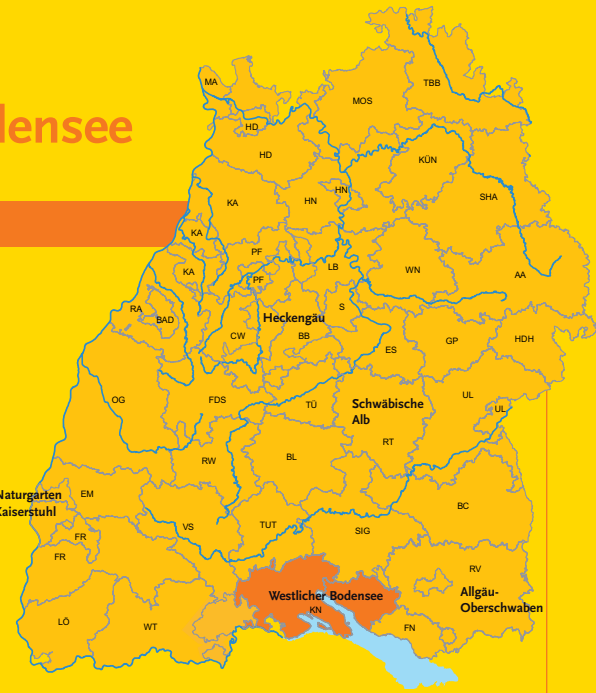 densee
MA
TBB
MOS
HD
HD
KÜN
HN
HN
KA
SHA
KA
PF
LB
WN
AA
KA
PF
RA
BAD
S
Heckengäu
CW
BB
ES
GP
HDH
OG
FDS
TÜ
Schwäbische
Alb
UL
UL
RT
RW
BL
Naturgarten
Kaiserstuhl
EM
BC
VS
TUT
SIG
FR
FR
RV
Allgäu-
Oberschwaben
Westlicher Bodensee
KN
LÖ
WT
FN